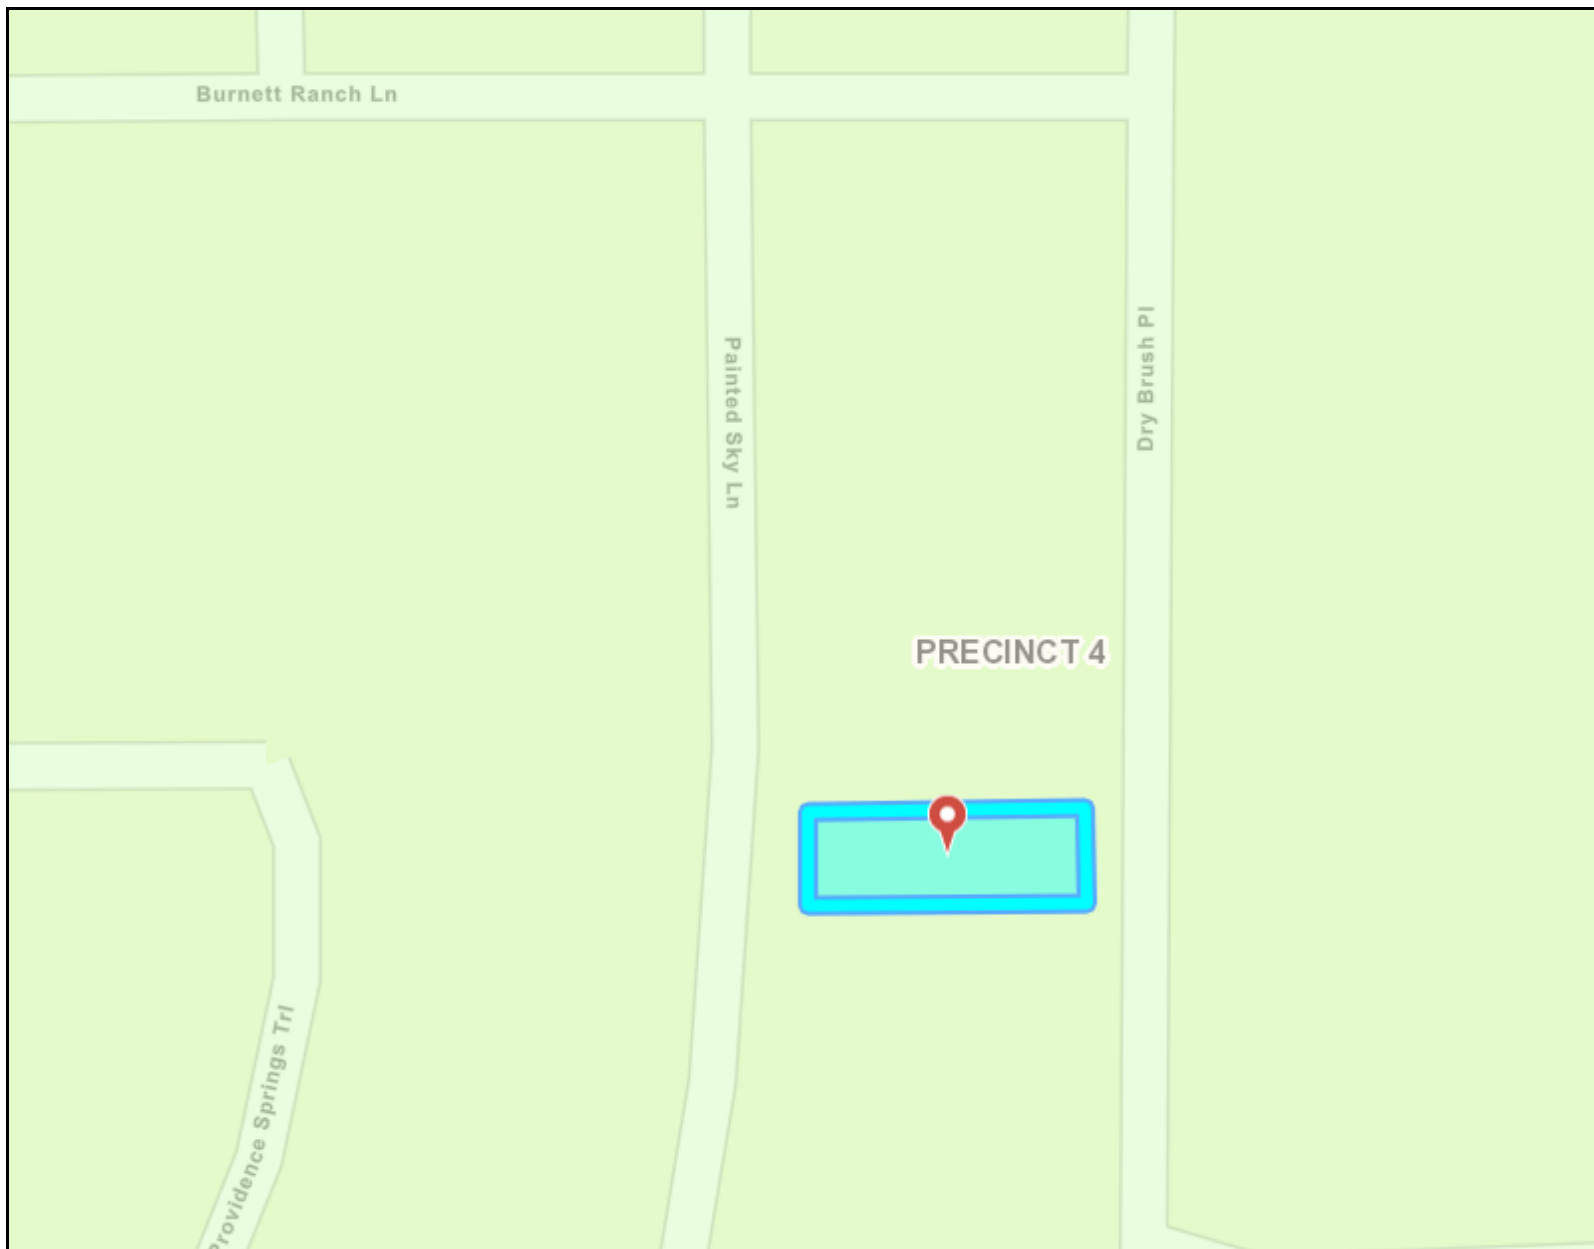 Burnett Ranch Ln
Painted Sky Ln
Dry Brush Pl
PRECINCT 4
Providence Springs Trl